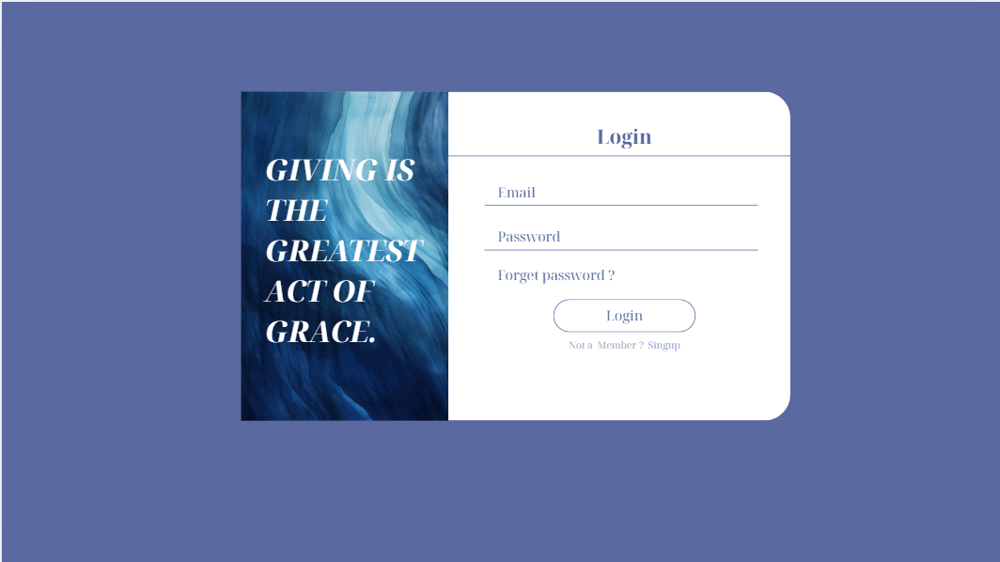 GIVING IS
THE
GREATEST
ACT OF
GRACE.
Login
Email
Password
Forget password ?
Login
Not a Member ? Singup